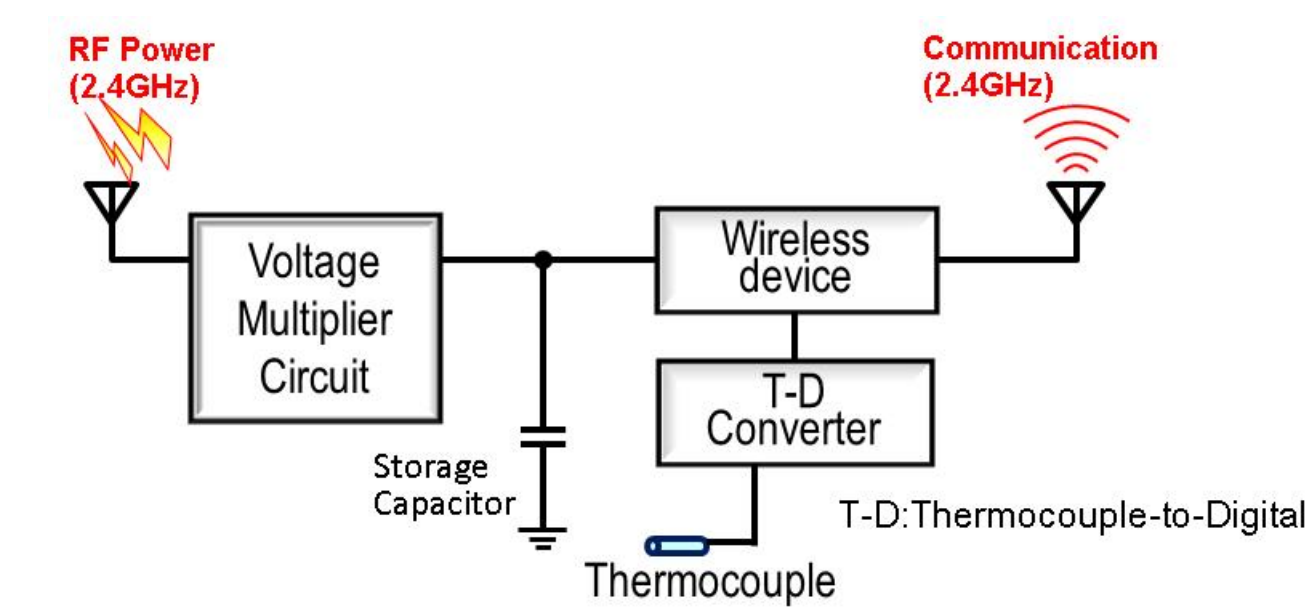 RF Power
(2.4GHz)
Communication
(2.4GHz)
Voltage
Multiplier
Circuit
Wireless
device
T-D
Converter
Storage
Capacitor
T-D:Thermocouple-to-Digital
Thermocouple